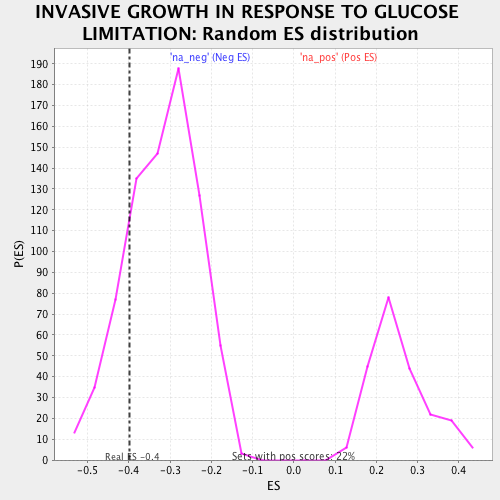 INVASIVE GROWTH IN RESPONSE TO GLUCOSE
LIMITATION: Random ES distribution
'na_neg' (Neg ES) 'na_pos' (Pos ES)
190
180
170
160
150
140
130
120
110
100
90
80
70
60
50
40
30
20
10
0
P(ES)
Real ES -0.4 Sets with pos scores: 22%
-0.5 -0.4 -0.3 -0.2 -0.1 0.0 0.1 0.2 0.3 0.4
ES